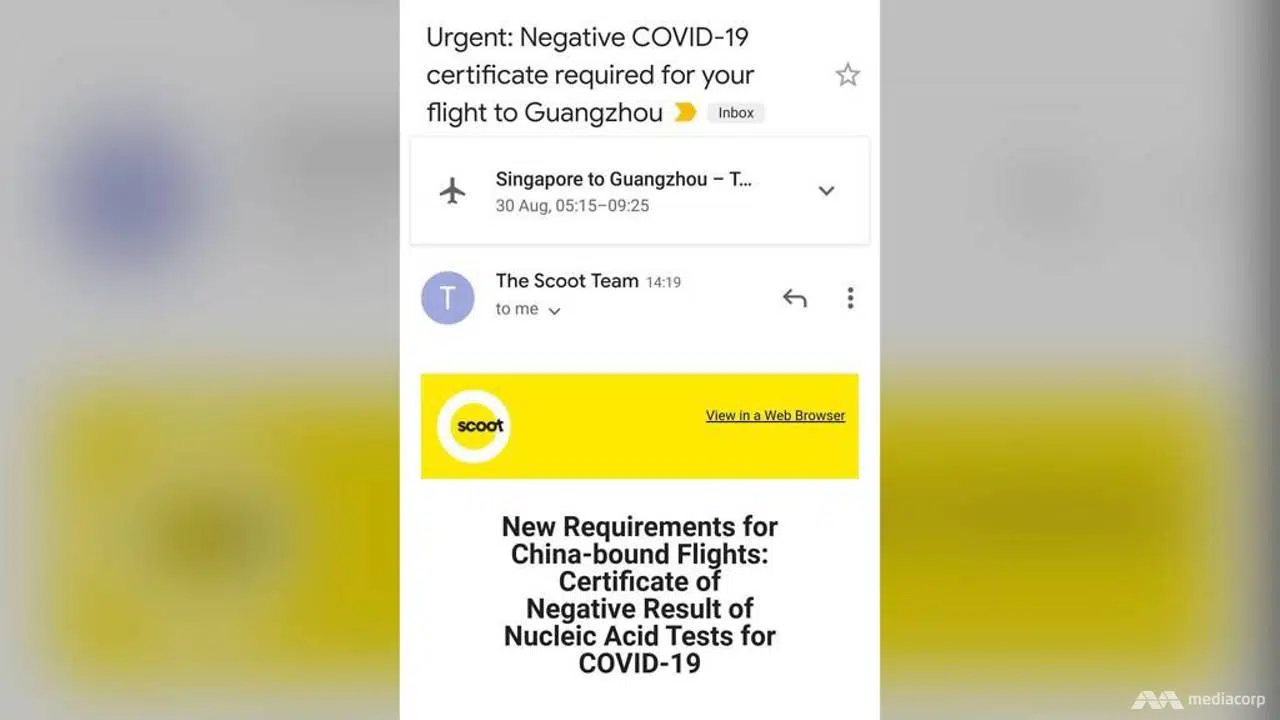 Urgent: Negative COVID-19
certificate required for your
flight to Guangzhou Inbox
Singapore to Guangzhou – T...
30 Aug, 05:15–09:25
T
The Scoot Team 14:19
to me
scoot
View in a Web Browser
New Requirements for
China-bound Flights:
Certificate of
Negative Result of
Nucleic Acid Tests for
COVID-19
mediacorp